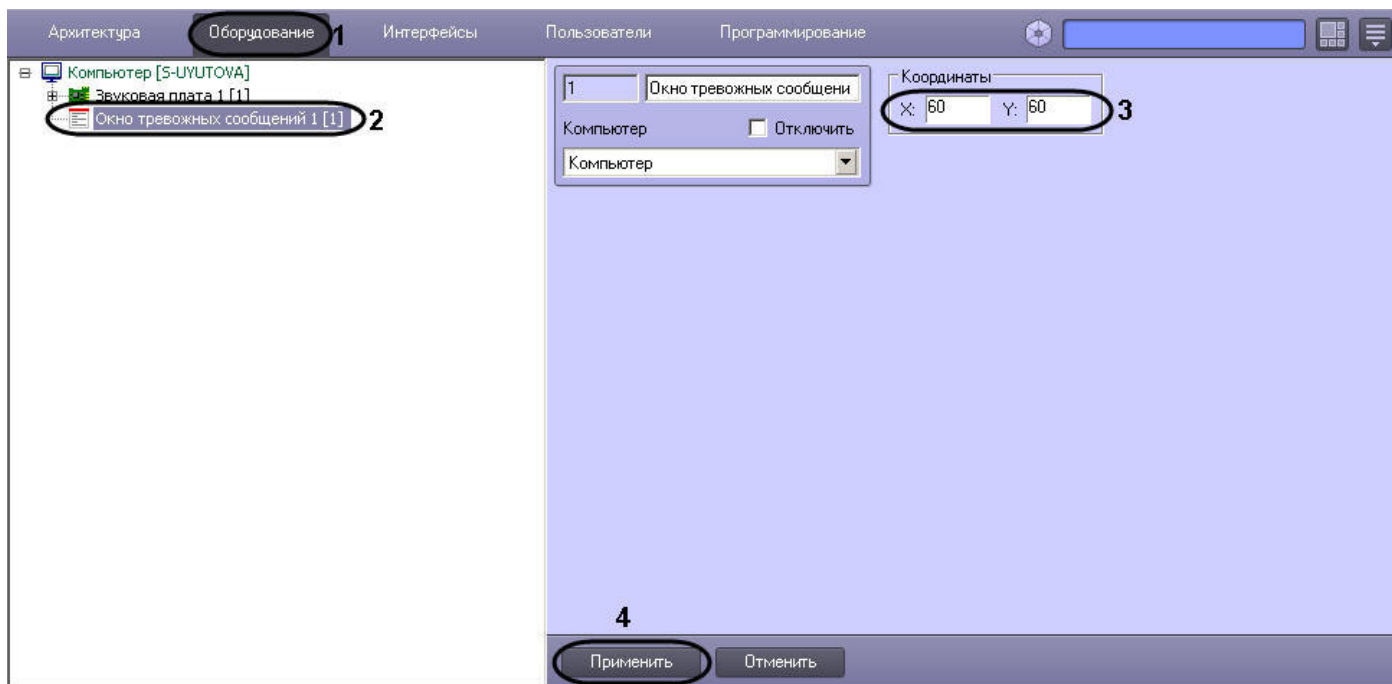 Архитектура Оборудование 1 Интерфейсы Пользователи Программирование
Компьютер [S-UYUTOVA]
Звуковая плата 1 [1]
Окно тревожных сообщений 1 [1] 2
1 Окно тревожных сообщени
Компьютер Отключить
Компьютер
Координаты
X: 60 Y: 60 3
4
Применить Отменить